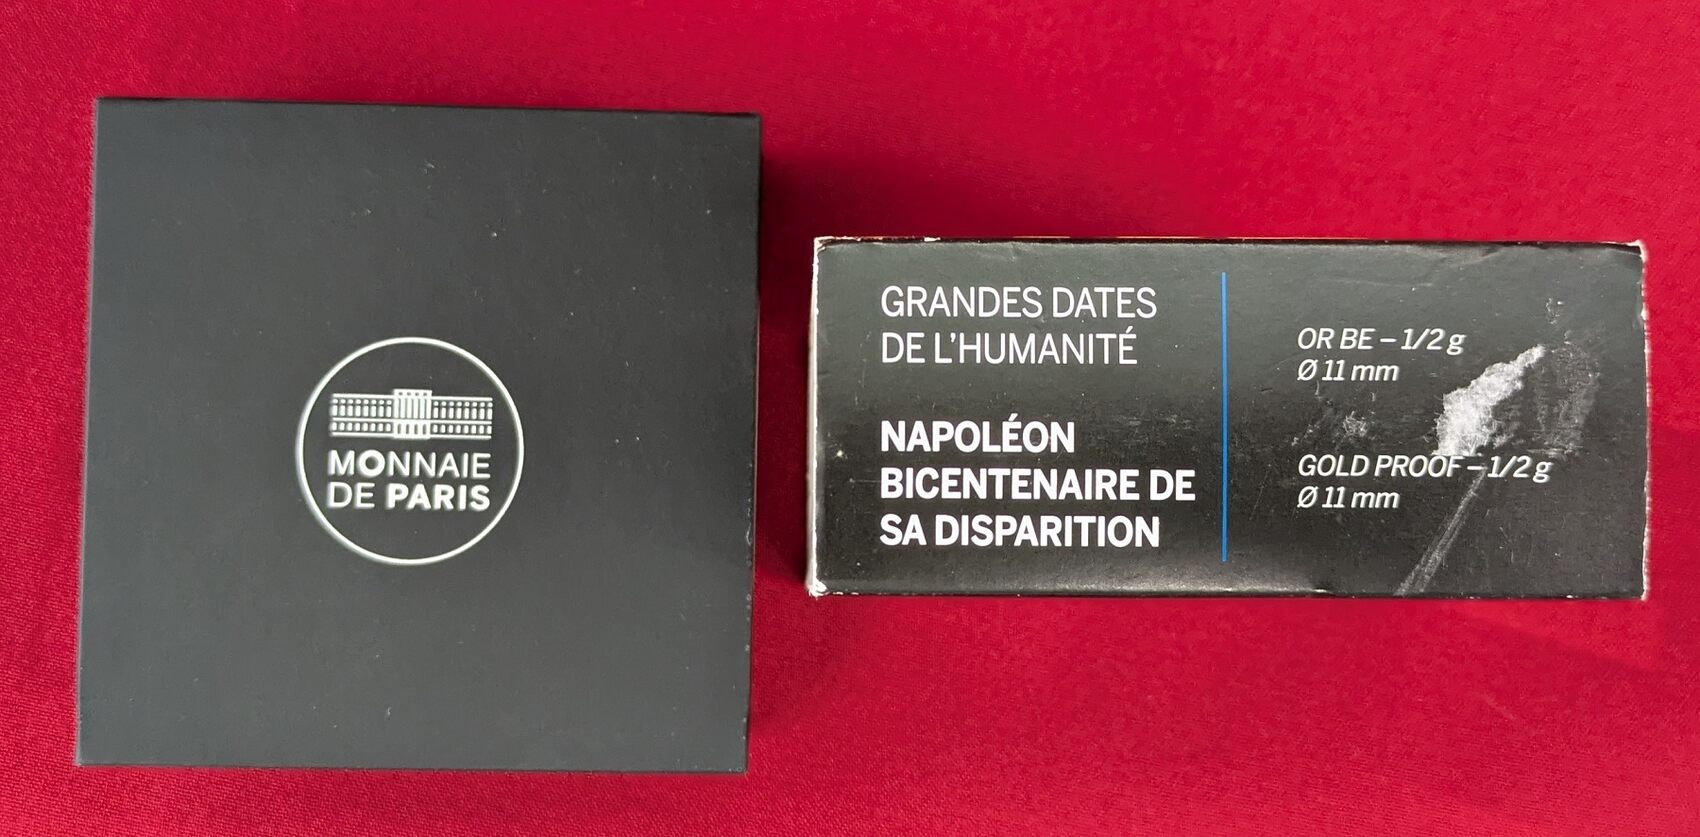 MONNAIE
DE PARIS
GRANDES DATES
DE L'HUMANITÉ
NAPOLÉON
BICENTENAIRE DE
SA DISPARITION
OR BE – 1/2 g
Ø 11 mm
GOLD PROOF – 1/2 g
Ø 11 mm